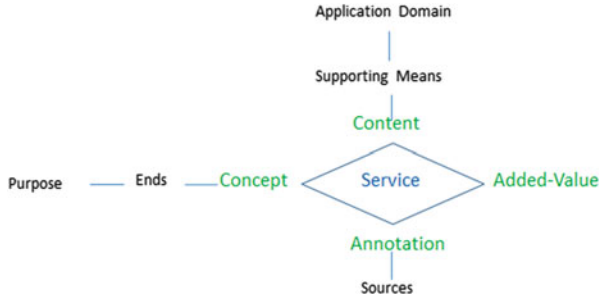 Application Domain
Supporting Means
Content
Purpose Ends Concept Service Added-Value
Annotation
Sources